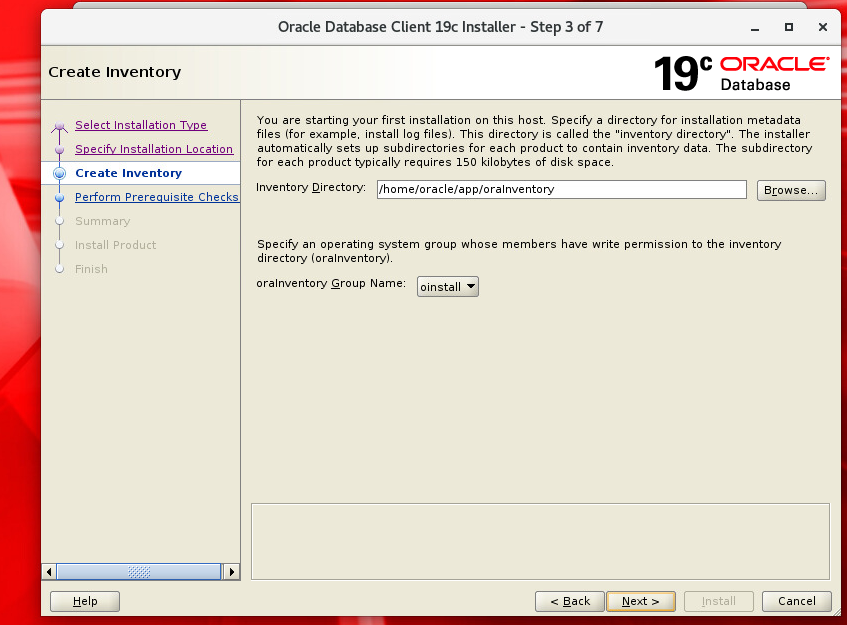 Oracle Database Client 19c Installer - Step 3 of 7
Create Inventory
19c ORACLE
Database
Select Installation Type
Specify Installation Location
Create Inventory
Perform Prerequisite Checks
Summary
Install Product
Finish
You are starting your first installation on this host. Specify a directory for installation metadata
files (for example, install log files). This directory is called the "inventory directory". The installer
automatically sets up subdirectories for each product to contain inventory data. The subdirectory
for each product typically requires 150 kilobytes of disk space.
Inventory Directory: /home/oracle/app/oraInventory Browse...
Specify an operating system group whose members have write permission to the inventory
directory (oraInventory).
oraInventory Group Name: oinstall
Help < Back Next > Install Cancel